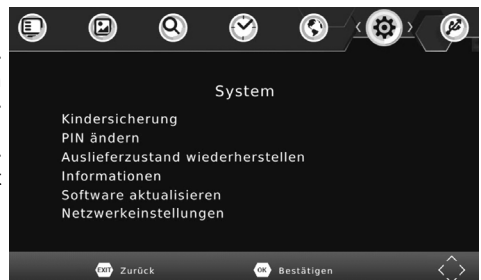 System
Kindersicherung
PIN ändern
Auslieferzustand wiederherstellen
Informationen
Software aktualisieren
Netzwerkeinstellungen
EXIT Zurück OK Bestätigen